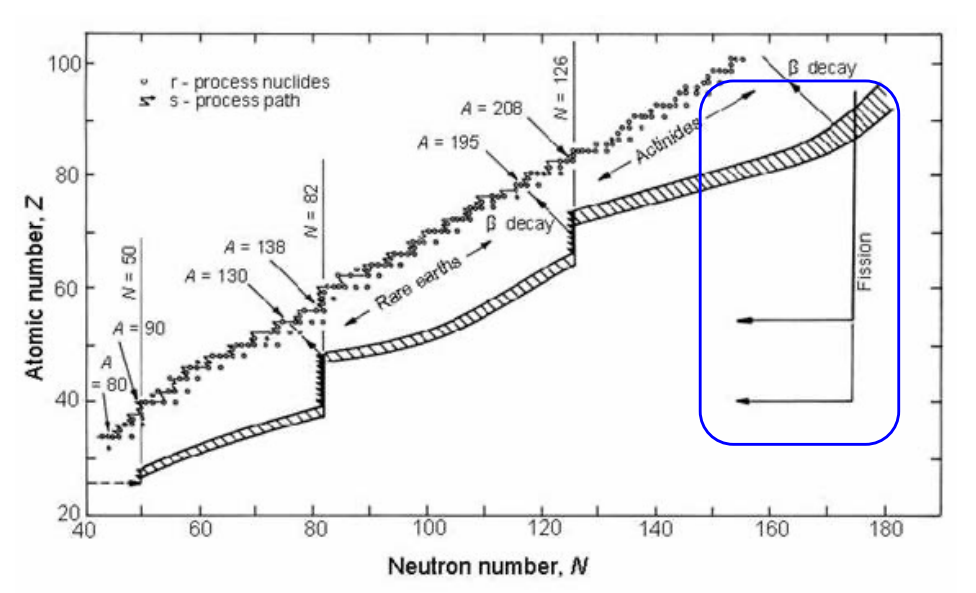 r - process nuclides
s - process path
β decay
N = 126
A = 208
Actinides
A = 195
N = 82
β decay
A = 138
Rare earths
A = 130
N = 50
Fission
A = 90
A
= 80
100
80
60
40
20
Atomic number, Z
40
60
80
100
120
140
160
180
Neutron number, N